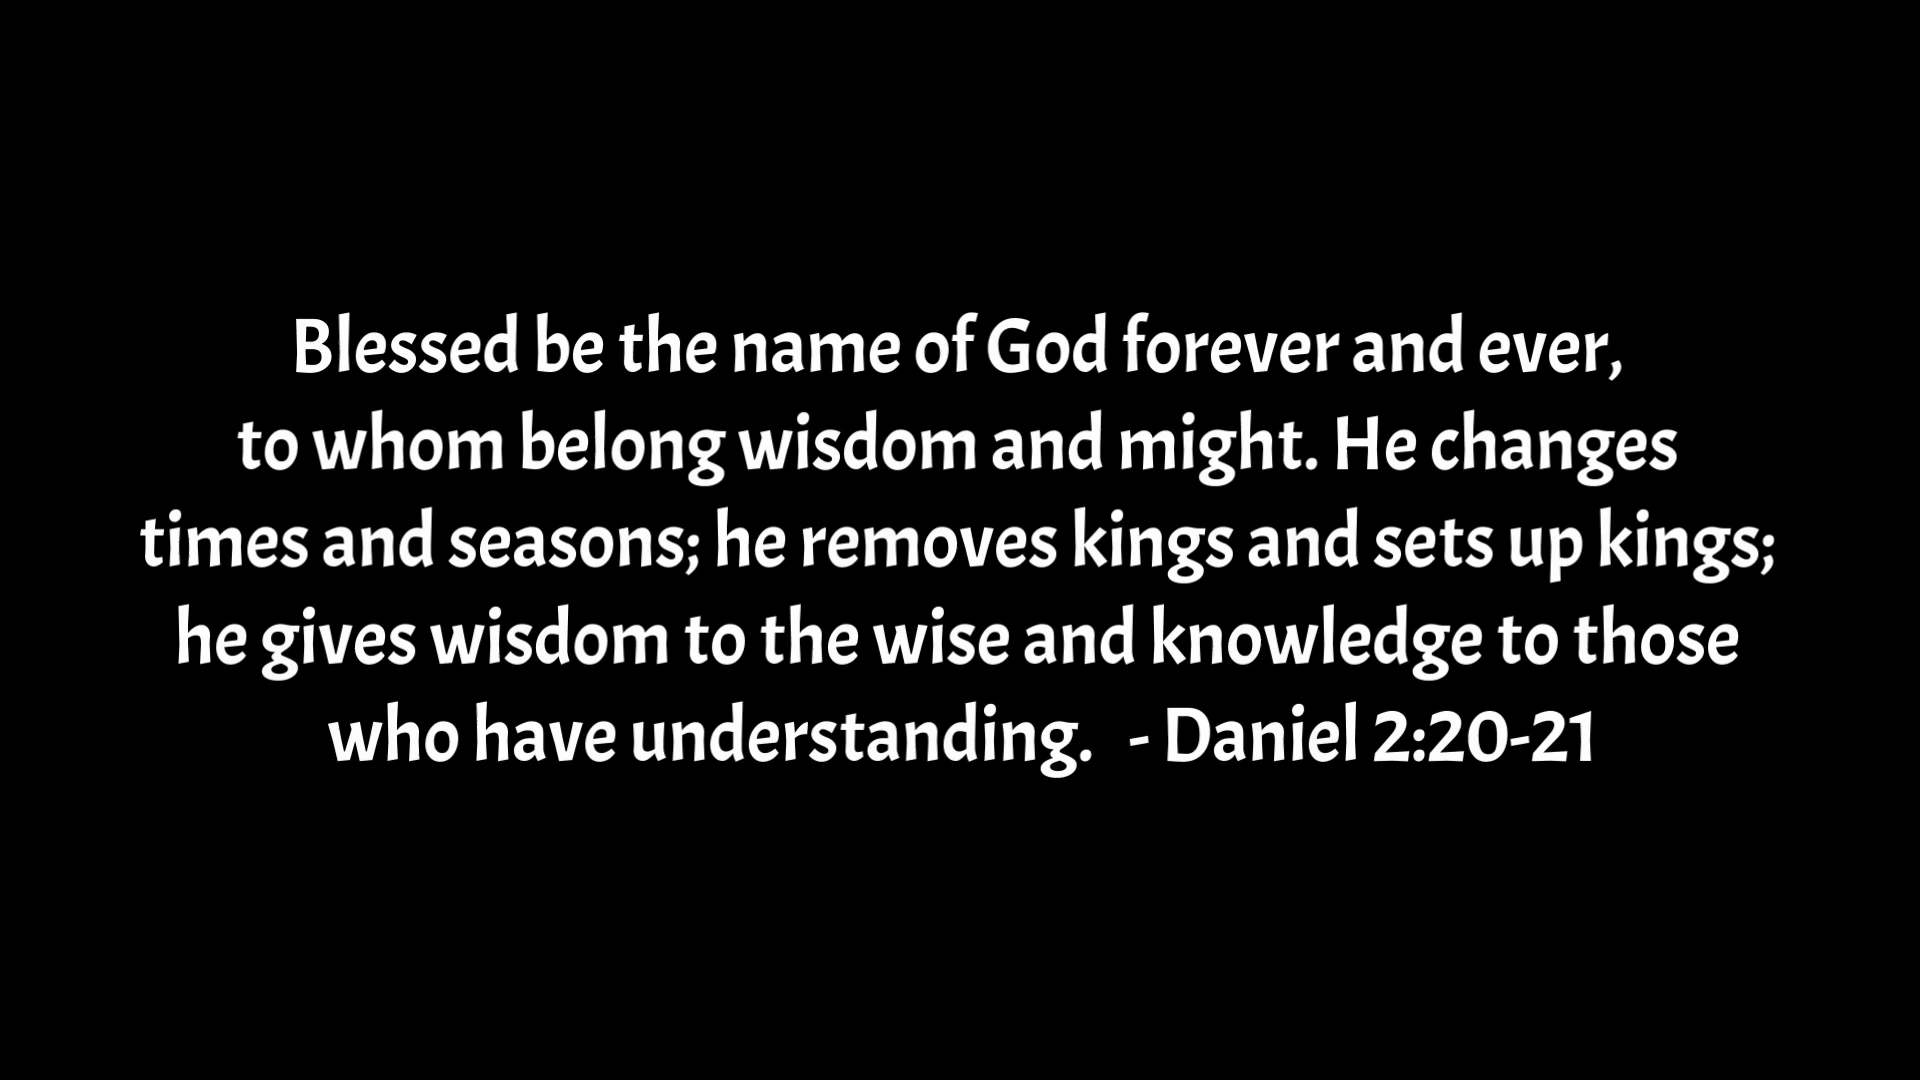 Blessed be the name of God forever and ever,
to whom belong wisdom and might. He changes
times and seasons; he removes kings and sets up kings;
he gives wisdom to the wise and knowledge to those
who have understanding.  - Daniel 2:20-21